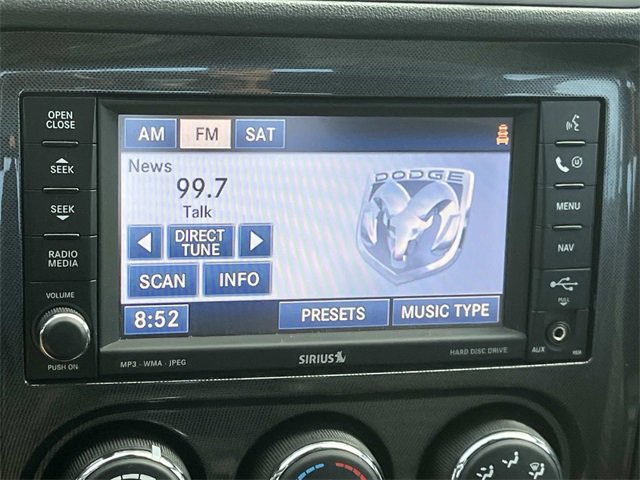 OPEN
CLOSE
SEEK
SEEK
RADIO
MEDIA
VOLUME
PUSH ON
AM FM SAT
News
99.7
Talk
DIRECT
TUNE
SCAN INFO
8:52 PRESETS MUSIC TYPE
DODGE
MP3 · WMA · JPEG SIRIUS HARD DISC DRIVE
MENU
NAV
PULL
AUX